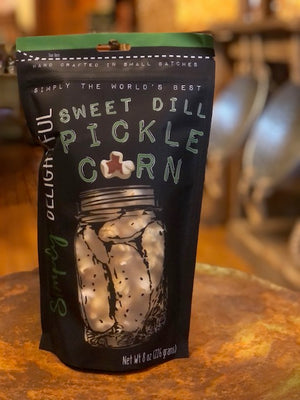 HAND CRAFTED IN SMALL BATCHES
SIMPLY THE WORLD'S BEST
SWEET DILL
PICKLE
CORN
Simply DELIGHTFUL
Net Wt 8 oz (226 grams)